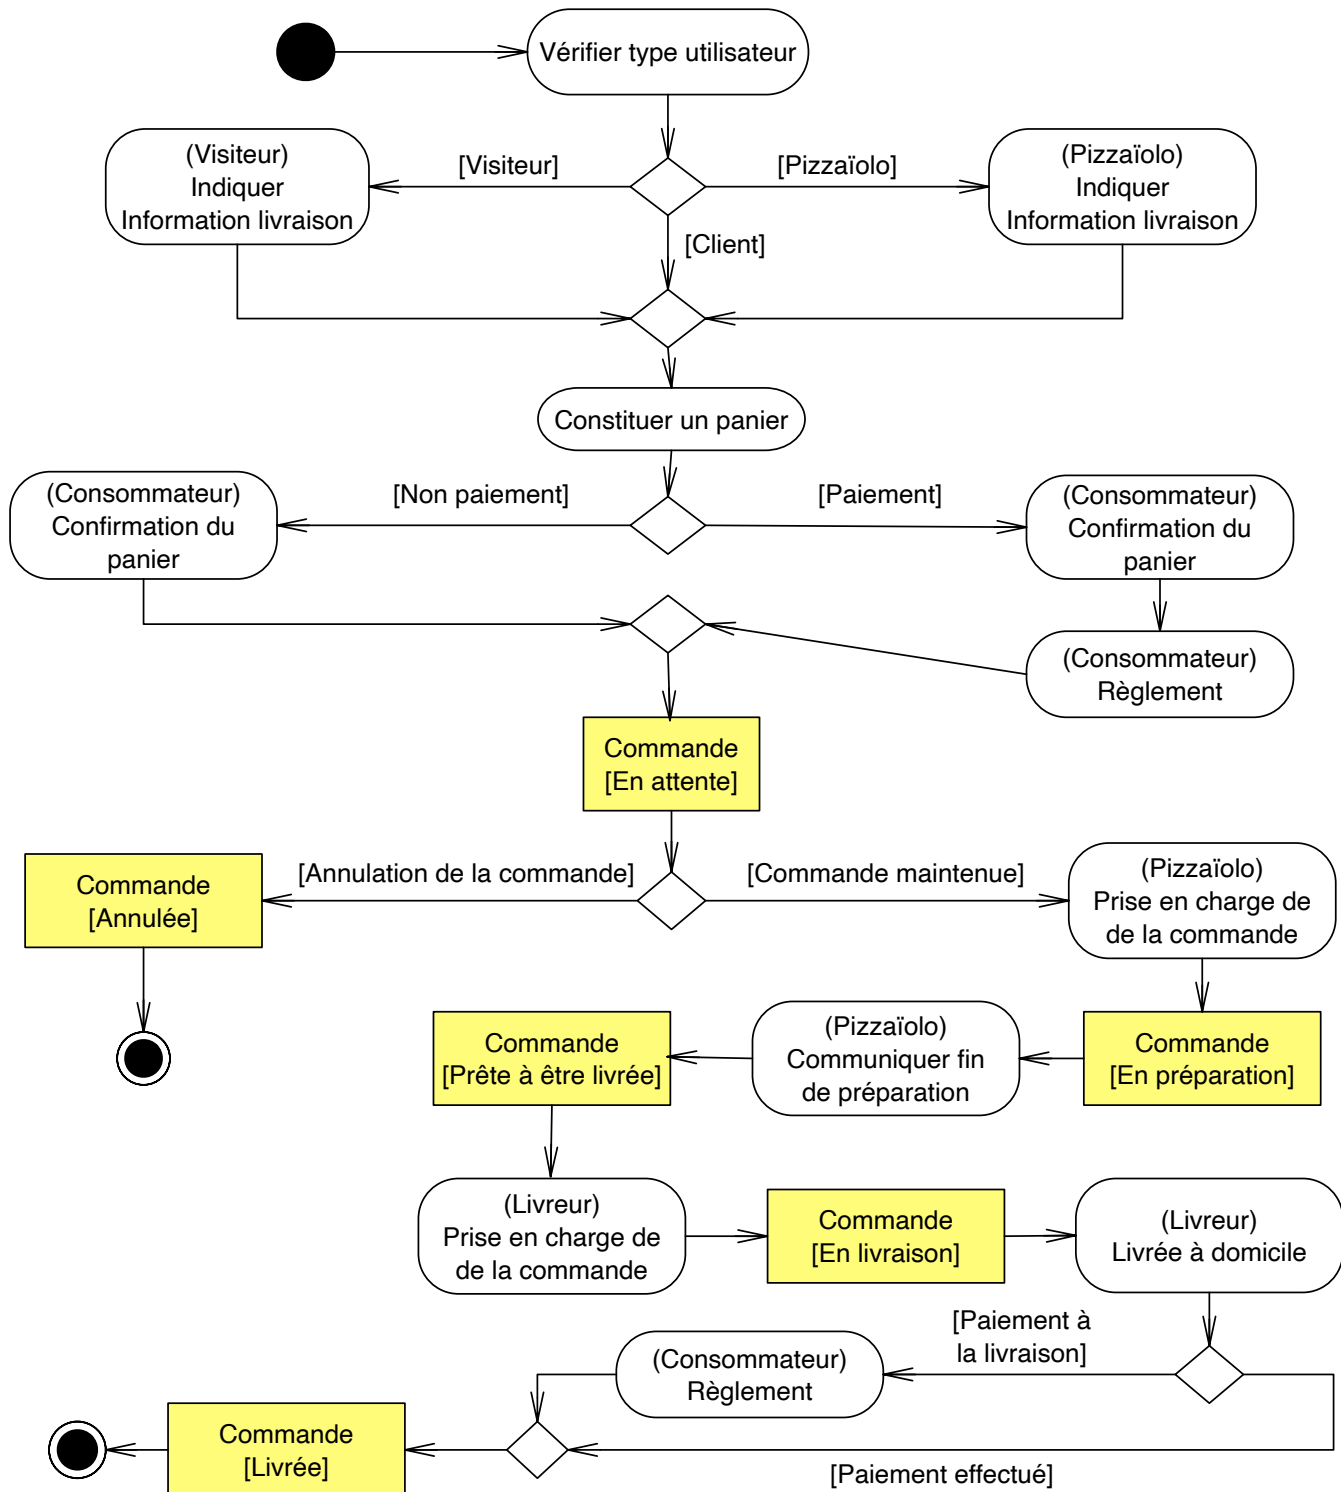 Vérifier type utilisateur
(Visiteur)
Indiquer
Information livraison
[Visiteur]
[Pizzaïolo]
(Pizzaïolo)
Indiquer
Information livraison
[Client]
Constituer un panier
(Consommateur)
Confirmation du
panier
[Non paiement]
[Paiement]
(Consommateur)
Confirmation du
panier
(Consommateur)
Règlement
Commande
[En attente]
Commande
[Annulée]
[Annulation de la commande]
[Commande maintenue]
(Pizzaïolo)
Prise en charge de
de la commande
Commande
[Prête à être livrée]
(Pizzaïolo)
Communiquer fin
de préparation
Commande
[En préparation]
(Livreur)
Prise en charge de
de la commande
Commande
[En livraison]
(Livreur)
Livrée à domicile
[Paiement à
la livraison]
(Consommateur)
Règlement
Commande
[Livrée]
[Paiement effectué]